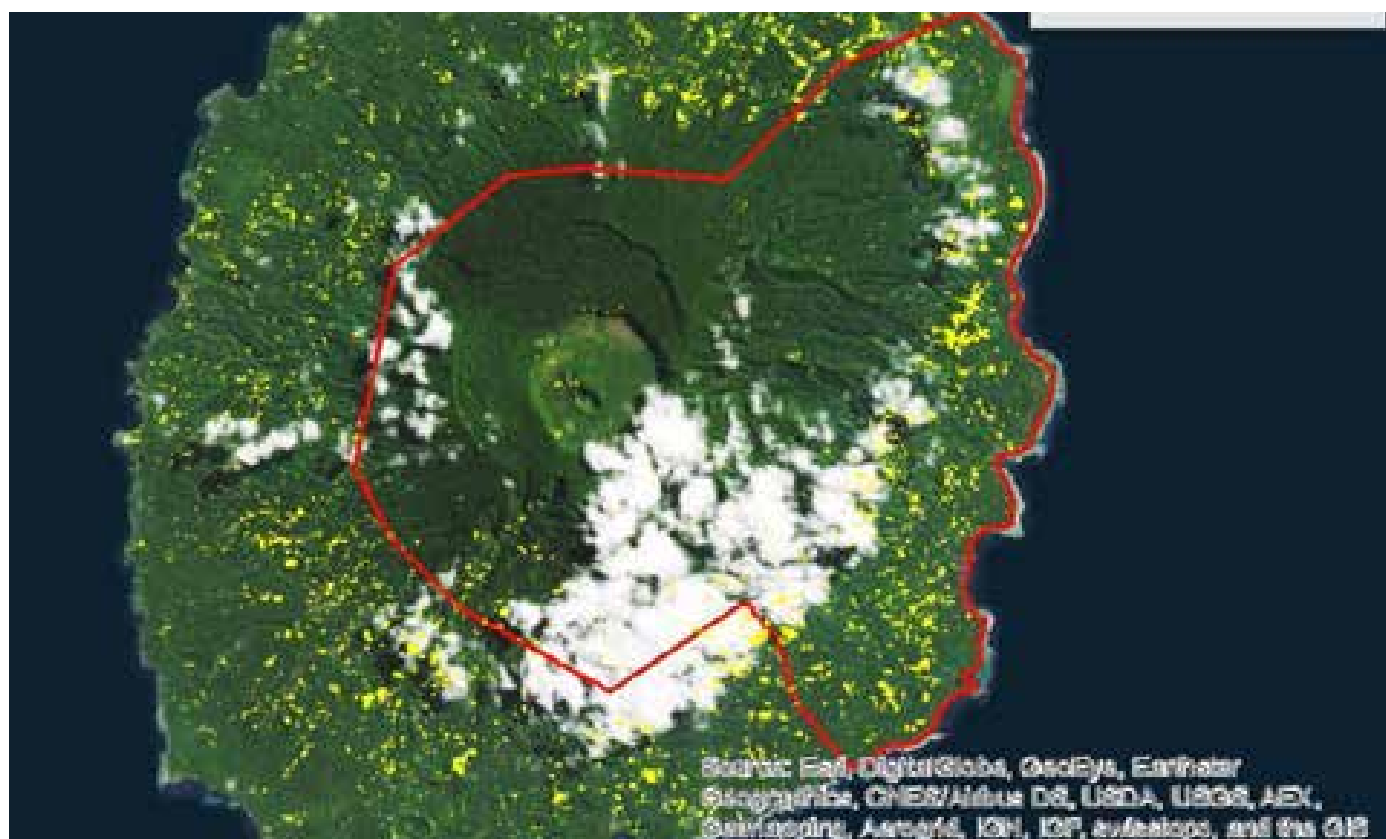 Source: Esri, DigitalGlobe, GeoEye, Earthstar
Geographics, CNES/Airbus DS, USDA, USGS, AEX,
Getmapping, Aerogrid, IGN, IGP, swisstopo, and the GIS